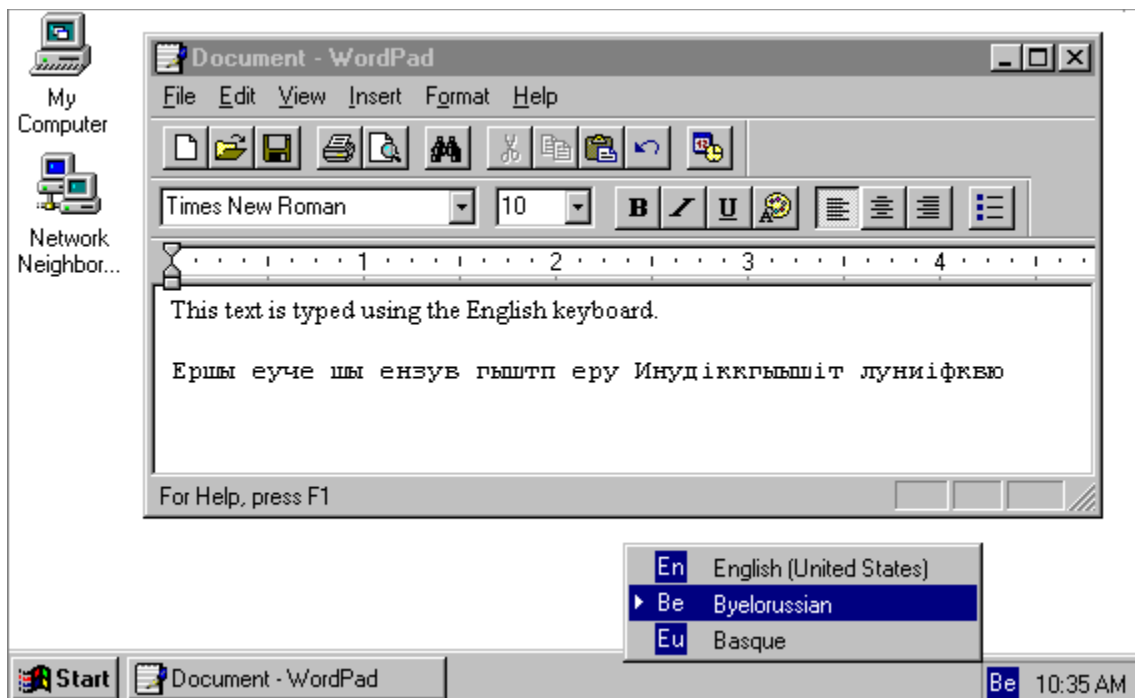 My
Computer
Network
Neighbor...
Document - WordPad
File Edit View Insert Format Help
Times New Roman 10 B I U
1 2 3 4
This text is typed using the English keyboard.
Ершы еуче шы ензув гыштп еру Инудіккгыышіт луниіфквю
For Help, press F1
En English (United States)
Be Byelorussian
Eu Basque
Start Document - WordPad Be 10:35 AM